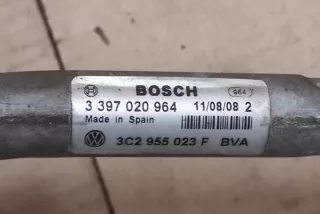 BOSCH 964
3 397 020 964 11/08/08 2
Made in Spain
3C2 955 023 F BVA